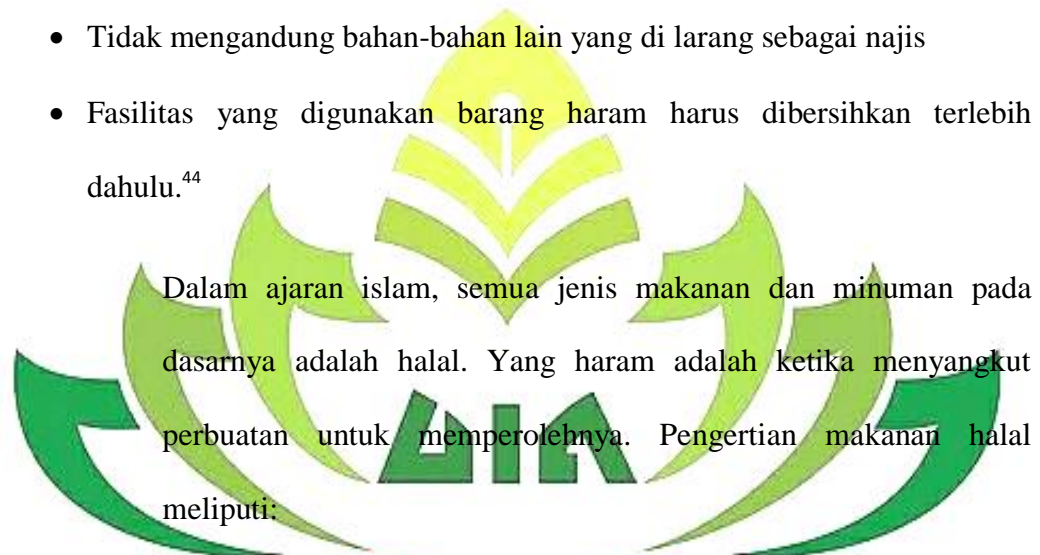 • Tidak mengandung bahan-bahan lain yang di larang sebagai najis
• Fasilitas yang digunakan barang haram harus dibersihkan terlebih
dahulu.44
Dalam ajaran islam, semua jenis makanan dan minuman pada
dasarnya adalah halal. Yang haram adalah ketika menyangkut
perbuatan untuk memperolehnya. Pengertian makanan halal
meliputi: